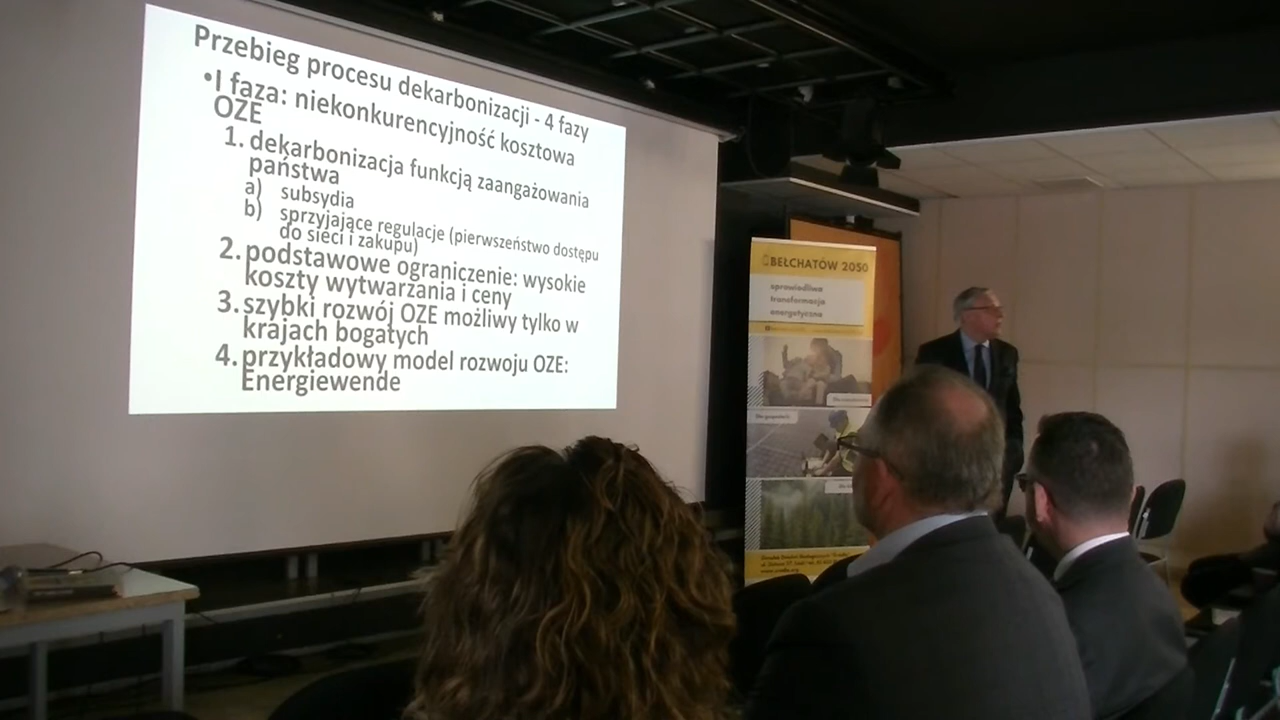 Przebieg procesu dekarbonizacji - 4 fazy
•I faza: niekonkurencyjność kosztowa
OZE
1. dekarbonizacja funkcją zaangażowania
państwa
a) subsydia
b) sprzyjające regulacje (pierwszeństwo dostępu
do sieci i zakupu)
2. podstawowe ograniczenie: wysokie
koszty wytwarzania i ceny
3. szybki rozwój OZE możliwy tylko w
krajach bogatych
4. przykładowy model rozwoju OZE:
Energiewende
BEŁCHATÓW 2050
sprawiedliwa
transformacja
energetyczna